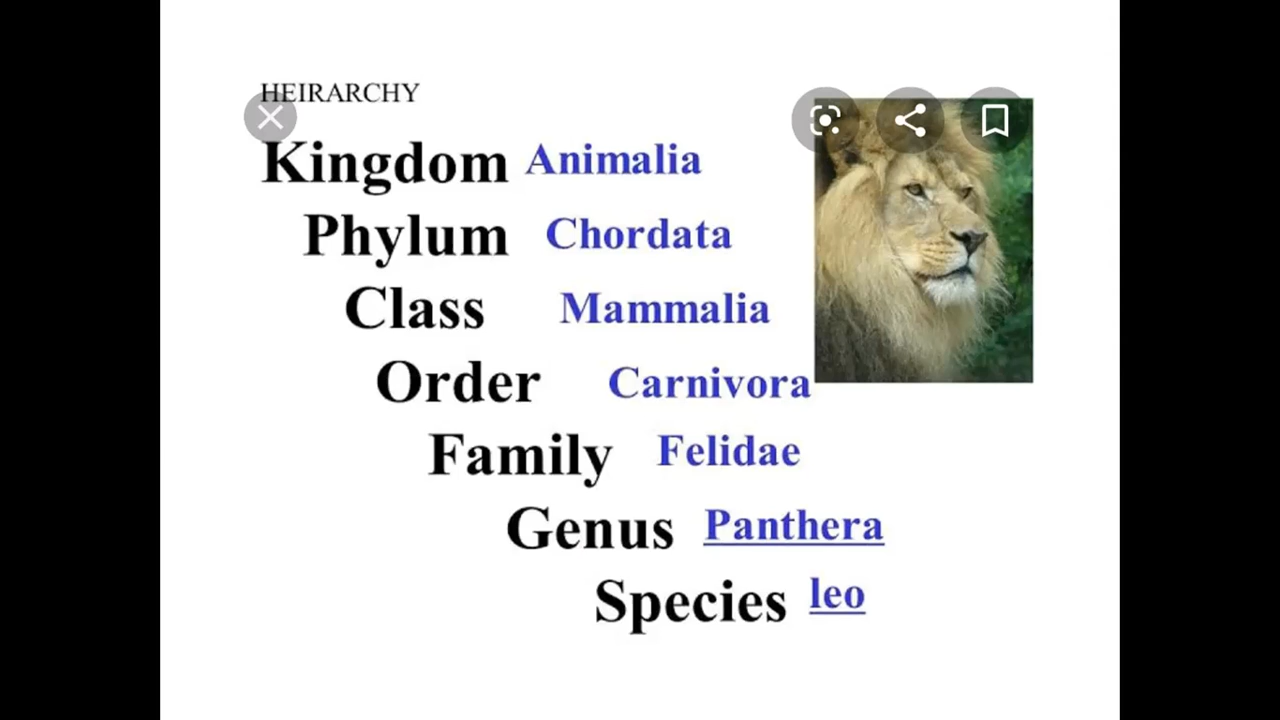 HEIRARCHY
Kingdom Animalia
Phylum Chordata
Class Mammalia
Order Carnivora
Family Felidae
Genus Panthera
Species leo